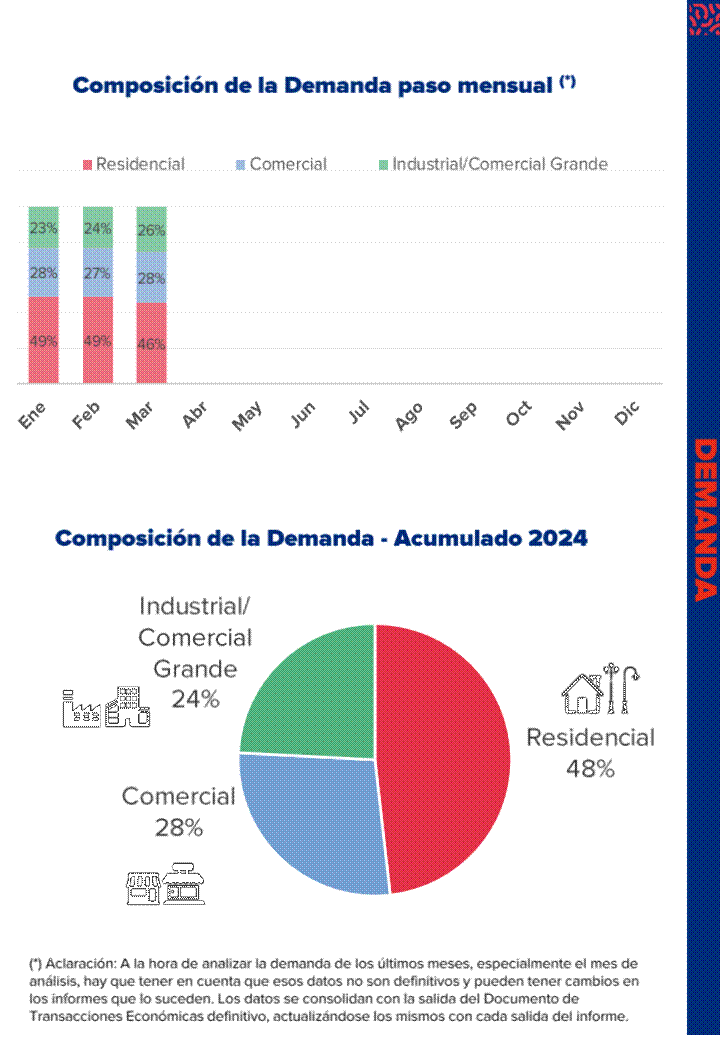 Composición de la Demanda paso mensual (*)
Residencial Comercial Industrial/Comercial Grande
23% 24% 26%
28% 27% 28%
49% 49% 46%
Ene Feb Mar Abr May Jun Jul Ago Sep Oct Nov Dic
DEMANDA
Composición de la Demanda - Acumulado 2024
Industrial/
Comercial
Grande
24%
Residencial
48%
Comercial
28%
(*) Aclaración: A la hora de analizar la demanda de los últimos meses, especialmente el mes de
análisis, hay que tener en cuenta que esos datos no son definitivos y pueden tener cambios en
los informes que lo suceden. Los datos se consolidan con la salida del Documento de
Transacciones Económicas definitivo, actualizándose los mismos con cada salida del informe.